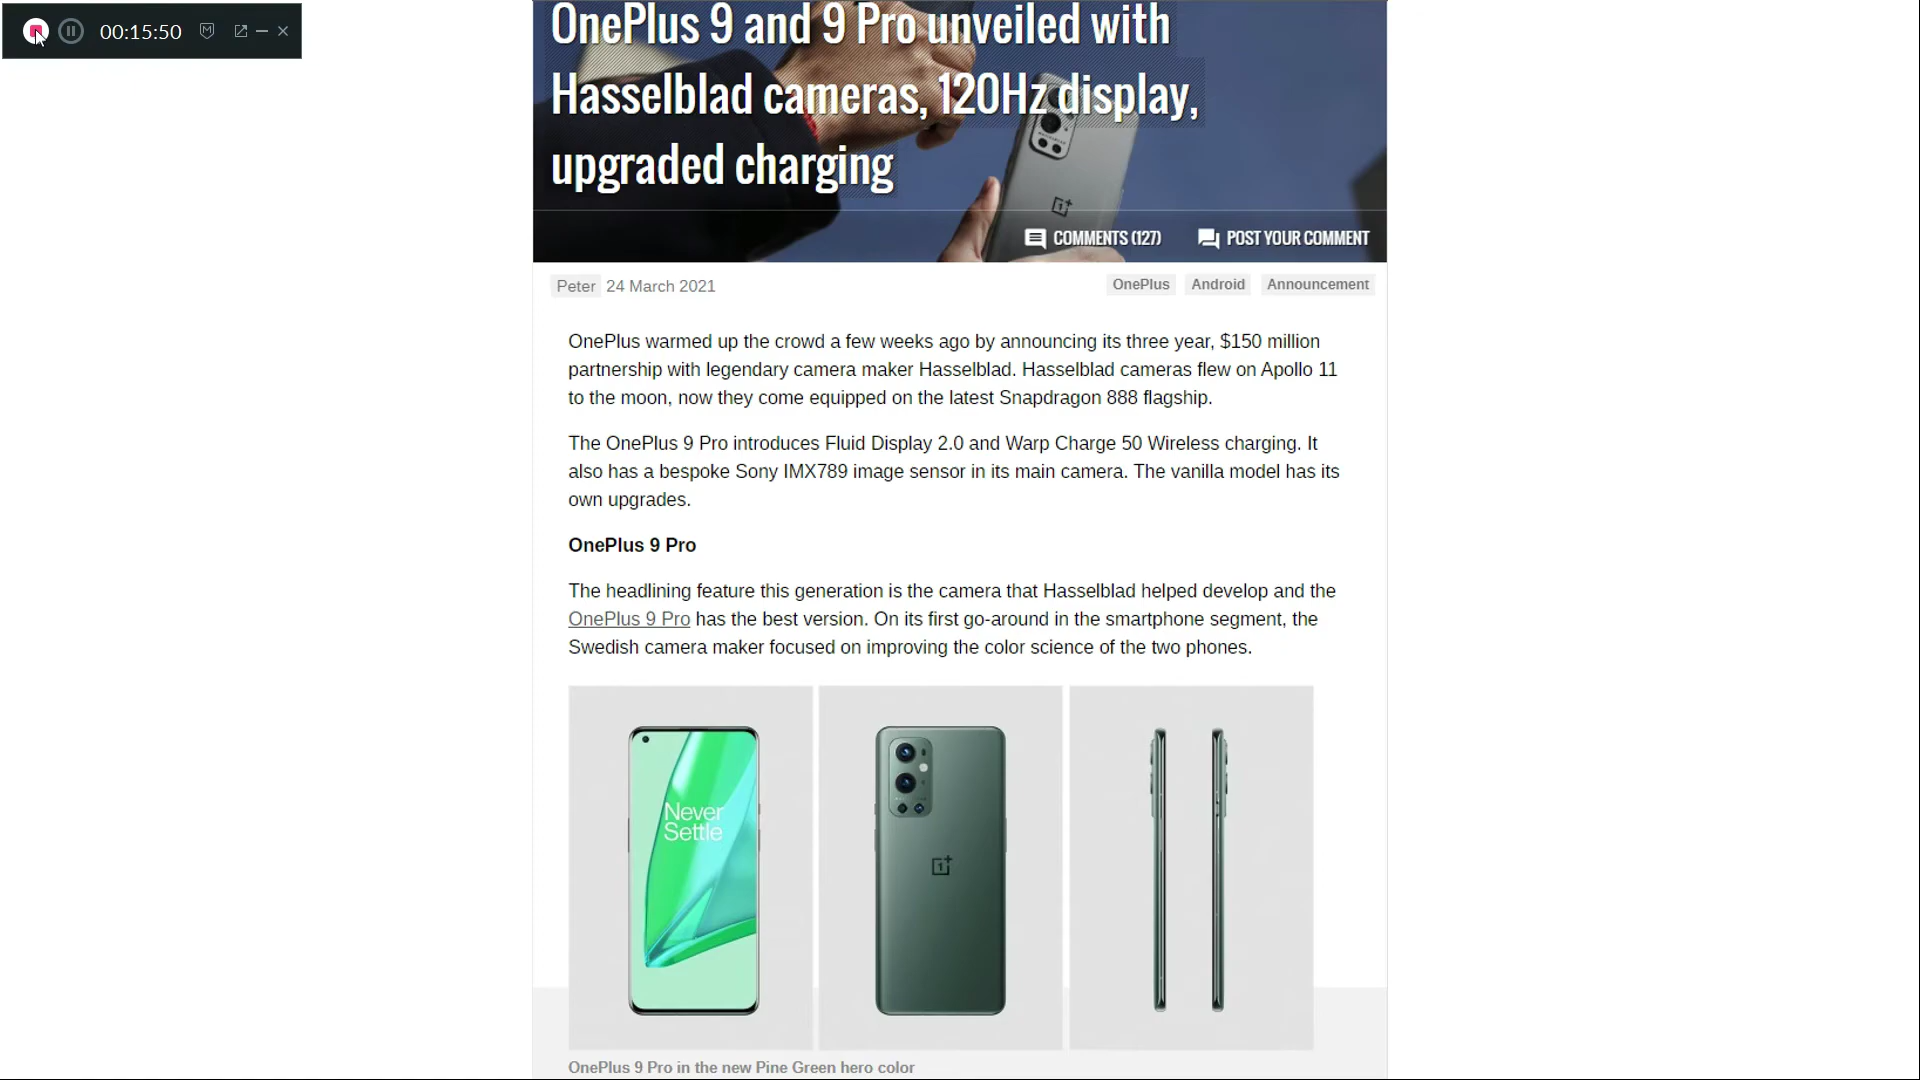 00:15:50
OnePlus 9 and 9 Pro unveiled with
Hasselblad cameras, 120Hz display,
upgraded charging
COMMENTS (127) POST YOUR COMMENT
Peter 24 March 2021 OnePlus Android Announcement
OnePlus warmed up the crowd a few weeks ago by announcing its three year, $150 million
partnership with legendary camera maker Hasselblad. Hasselblad cameras flew on Apollo 11
to the moon, now they come equipped on the latest Snapdragon 888 flagship.
The OnePlus 9 Pro introduces Fluid Display 2.0 and Warp Charge 50 Wireless charging. It
also has a bespoke Sony IMX789 image sensor in its main camera. The vanilla model has its
own upgrades.
OnePlus 9 Pro
The headlining feature this generation is the camera that Hasselblad helped develop and the
OnePlus 9 Pro has the best version. On its first go-around in the smartphone segment, the
Swedish camera maker focused on improving the color science of the two phones.
Never
Settle
OnePlus 9 Pro in the new Pine Green hero color